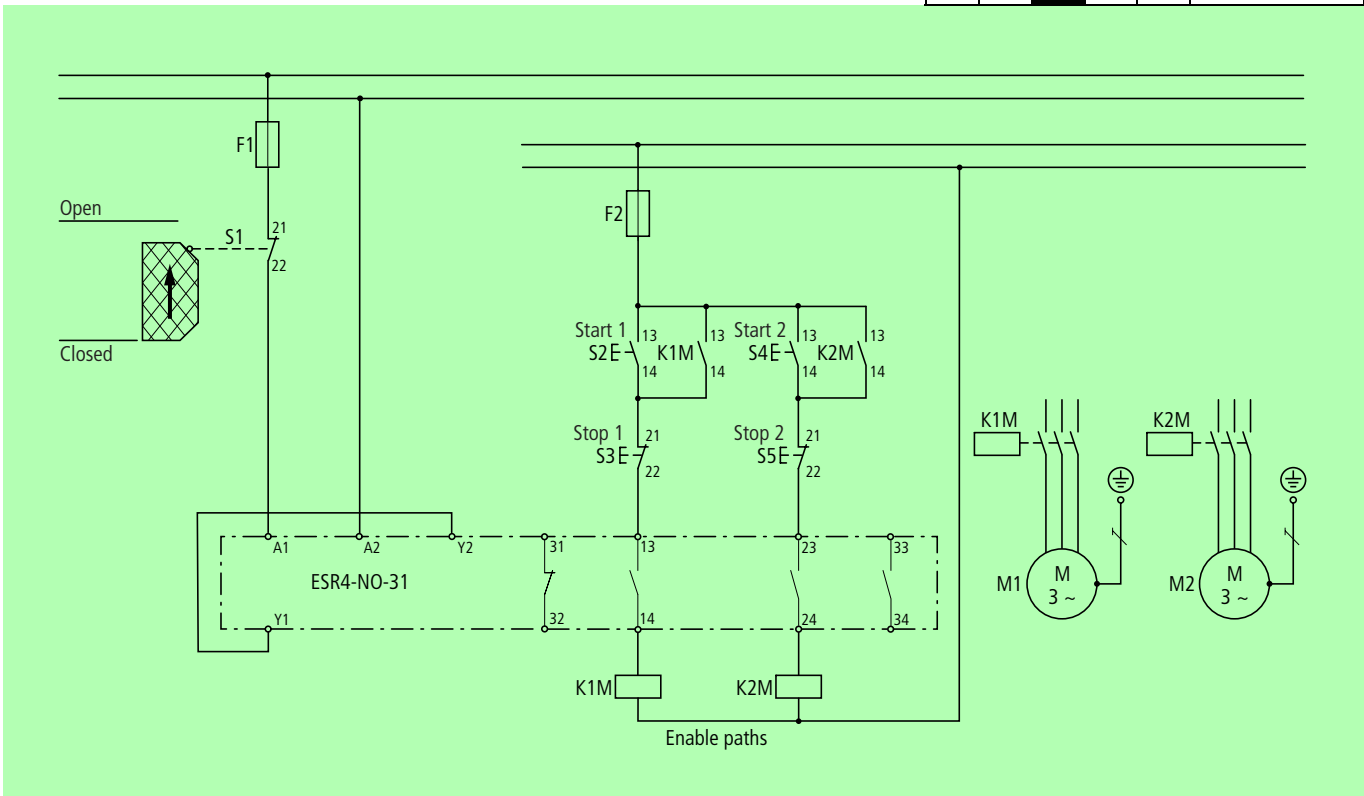 F1
Open
F2
S1
21
22
Closed
Start 1
13
13
Start 2
13
13
S2
K1M
S4
K2M
14
14
14
14
K1M
K2M
Stop 1
21
Stop 2
21
S3
S5
22
22
A1
A2
Y2
31
13
23
33
ESR4-NO-31
M1
M
3 ~
M2
M
3 ~
Y1
32
14
24
34
K1M
K2M
Enable paths